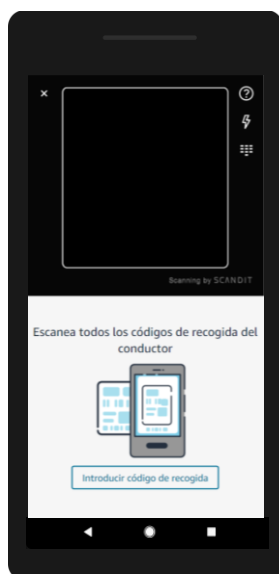 Scanning by SCANDIT
Escanea todos los códigos de recogida del
conductor
Introducir código de recogida